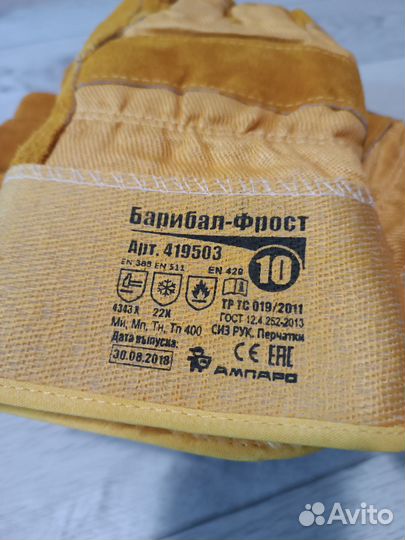 Барибал-Фрост
Арт. 419503
10
EN 388 EN 511 EN 420
4343X 22X
ТР ТС 019/2011
ГОСТ 12.4.252-2013
Ми, Мп, Тн, Тп 400
СИЗ РУК. Перчатки
Дата выпуска:
30.08.2018
АМПАРО
CE EAC
Avito